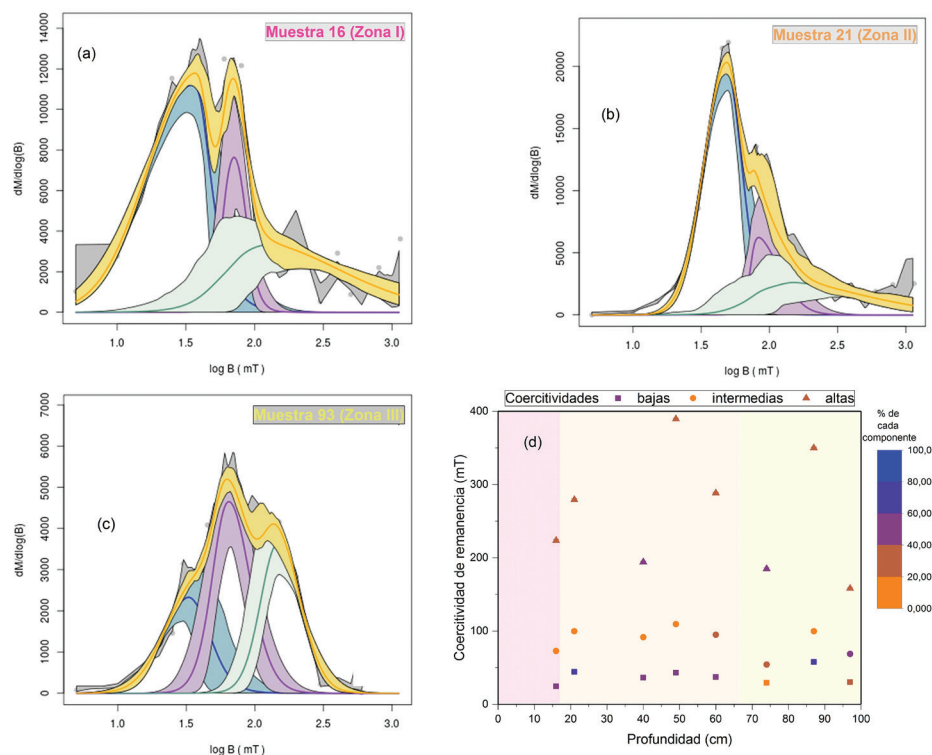 Muestra 16 (Zona I)
(a)
14000
12000
10000
8000
6000
4000
2000
0
dM/dlog(B)
1.0 1.5 2.0 2.5 3.0
log B ( mT )
Muestra 21 (Zona II)
(b)
20000
15000
10000
5000
0
dM/dlog(B)
1.0 1.5 2.0 2.5 3.0
log B ( mT )
Muestra 93 (Zona III)
(c)
7000
6000
5000
4000
3000
2000
1000
0
dM/dlog(B)
1.0 1.5 2.0 2.5 3.0
log B ( mT )
Coercitividades bajas intermedias altas
(d)
400
300
200
100
0
Coercitividad de remanencia (mT)
0 10 20 30 40 50 60 70 80 90 100
Profundidad (cm)
% de
cada
componente
100,0
80,00
60,00
40,00
20,00
0,000